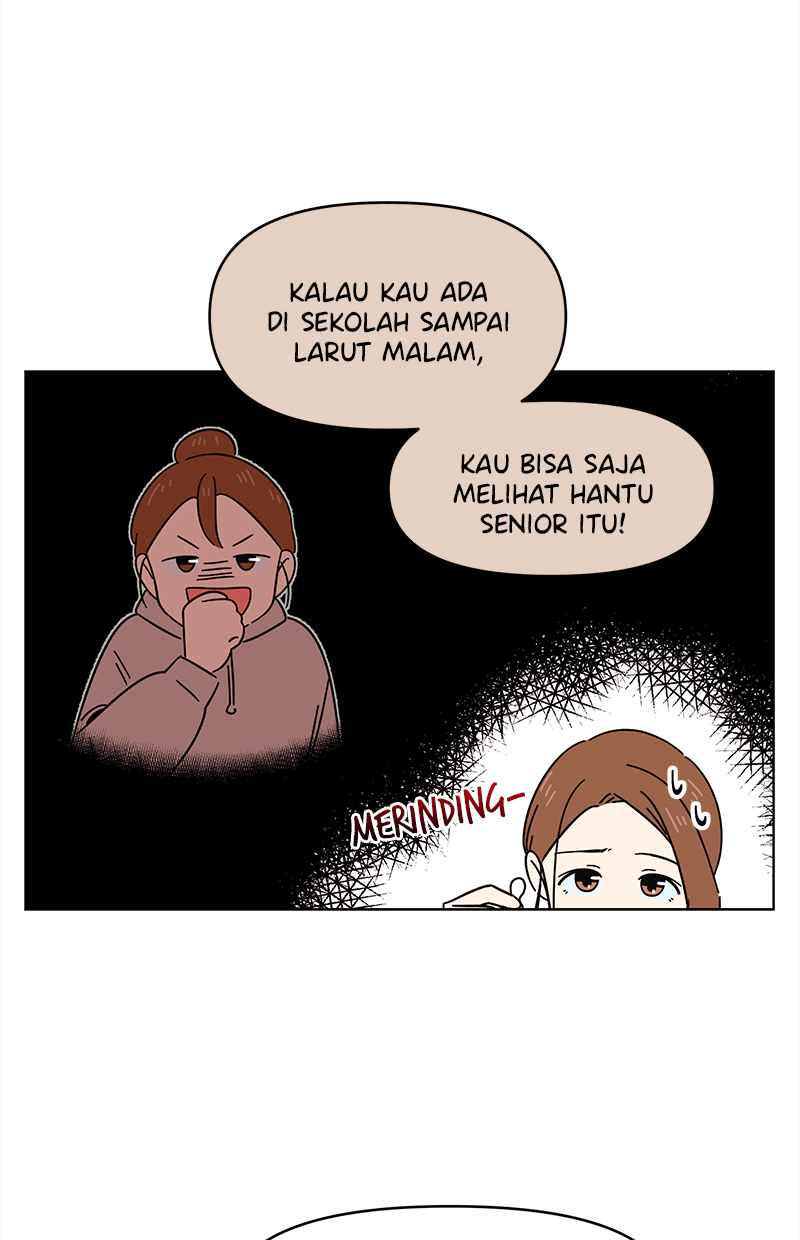 KALAU KAU ADA
DI SEKOLAH SAMPAI
LARUT MALAM,
KAU BISA SAJA
MELIHAT HANTU
SENIOR ITU!
MERINDING-